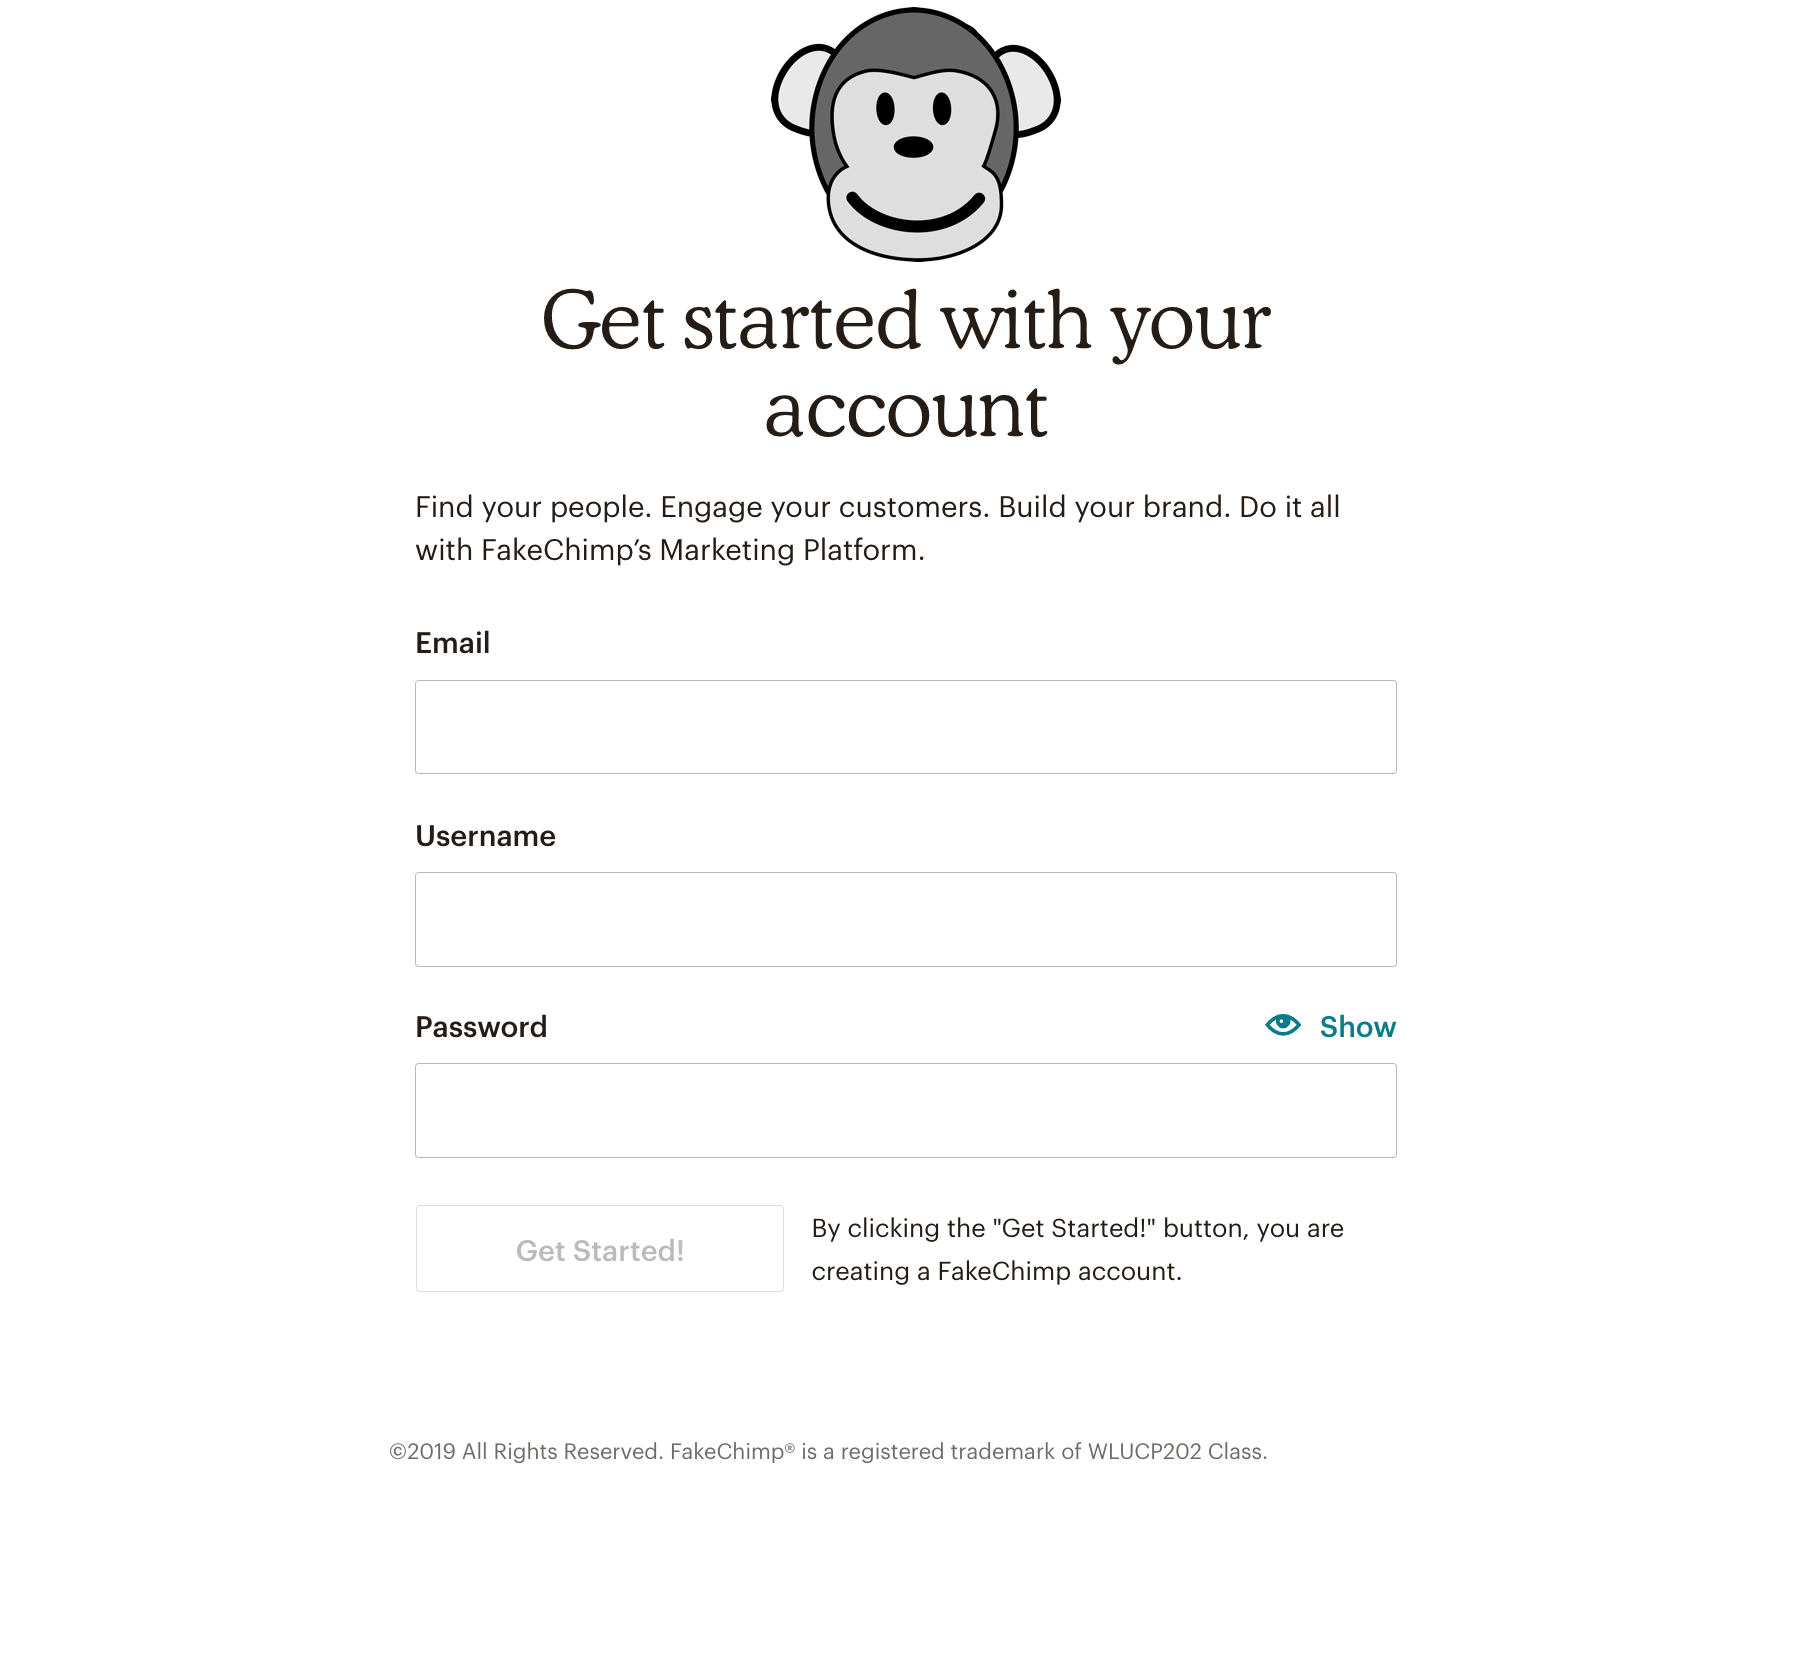 Get started with your
account
Find your people. Engage your customers. Build your brand. Do it all
with FakeChimp’s Marketing Platform.
Email
Username
Password Show
Get Started!
By clicking the "Get Started!" button, you are
creating a FakeChimp account.
©2019 All Rights Reserved. FakeChimp® is a registered trademark of WLUCP202 Class.